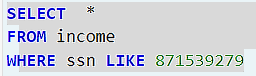 SELECT  *
FROM income
WHERE ssn LIKE 871539279